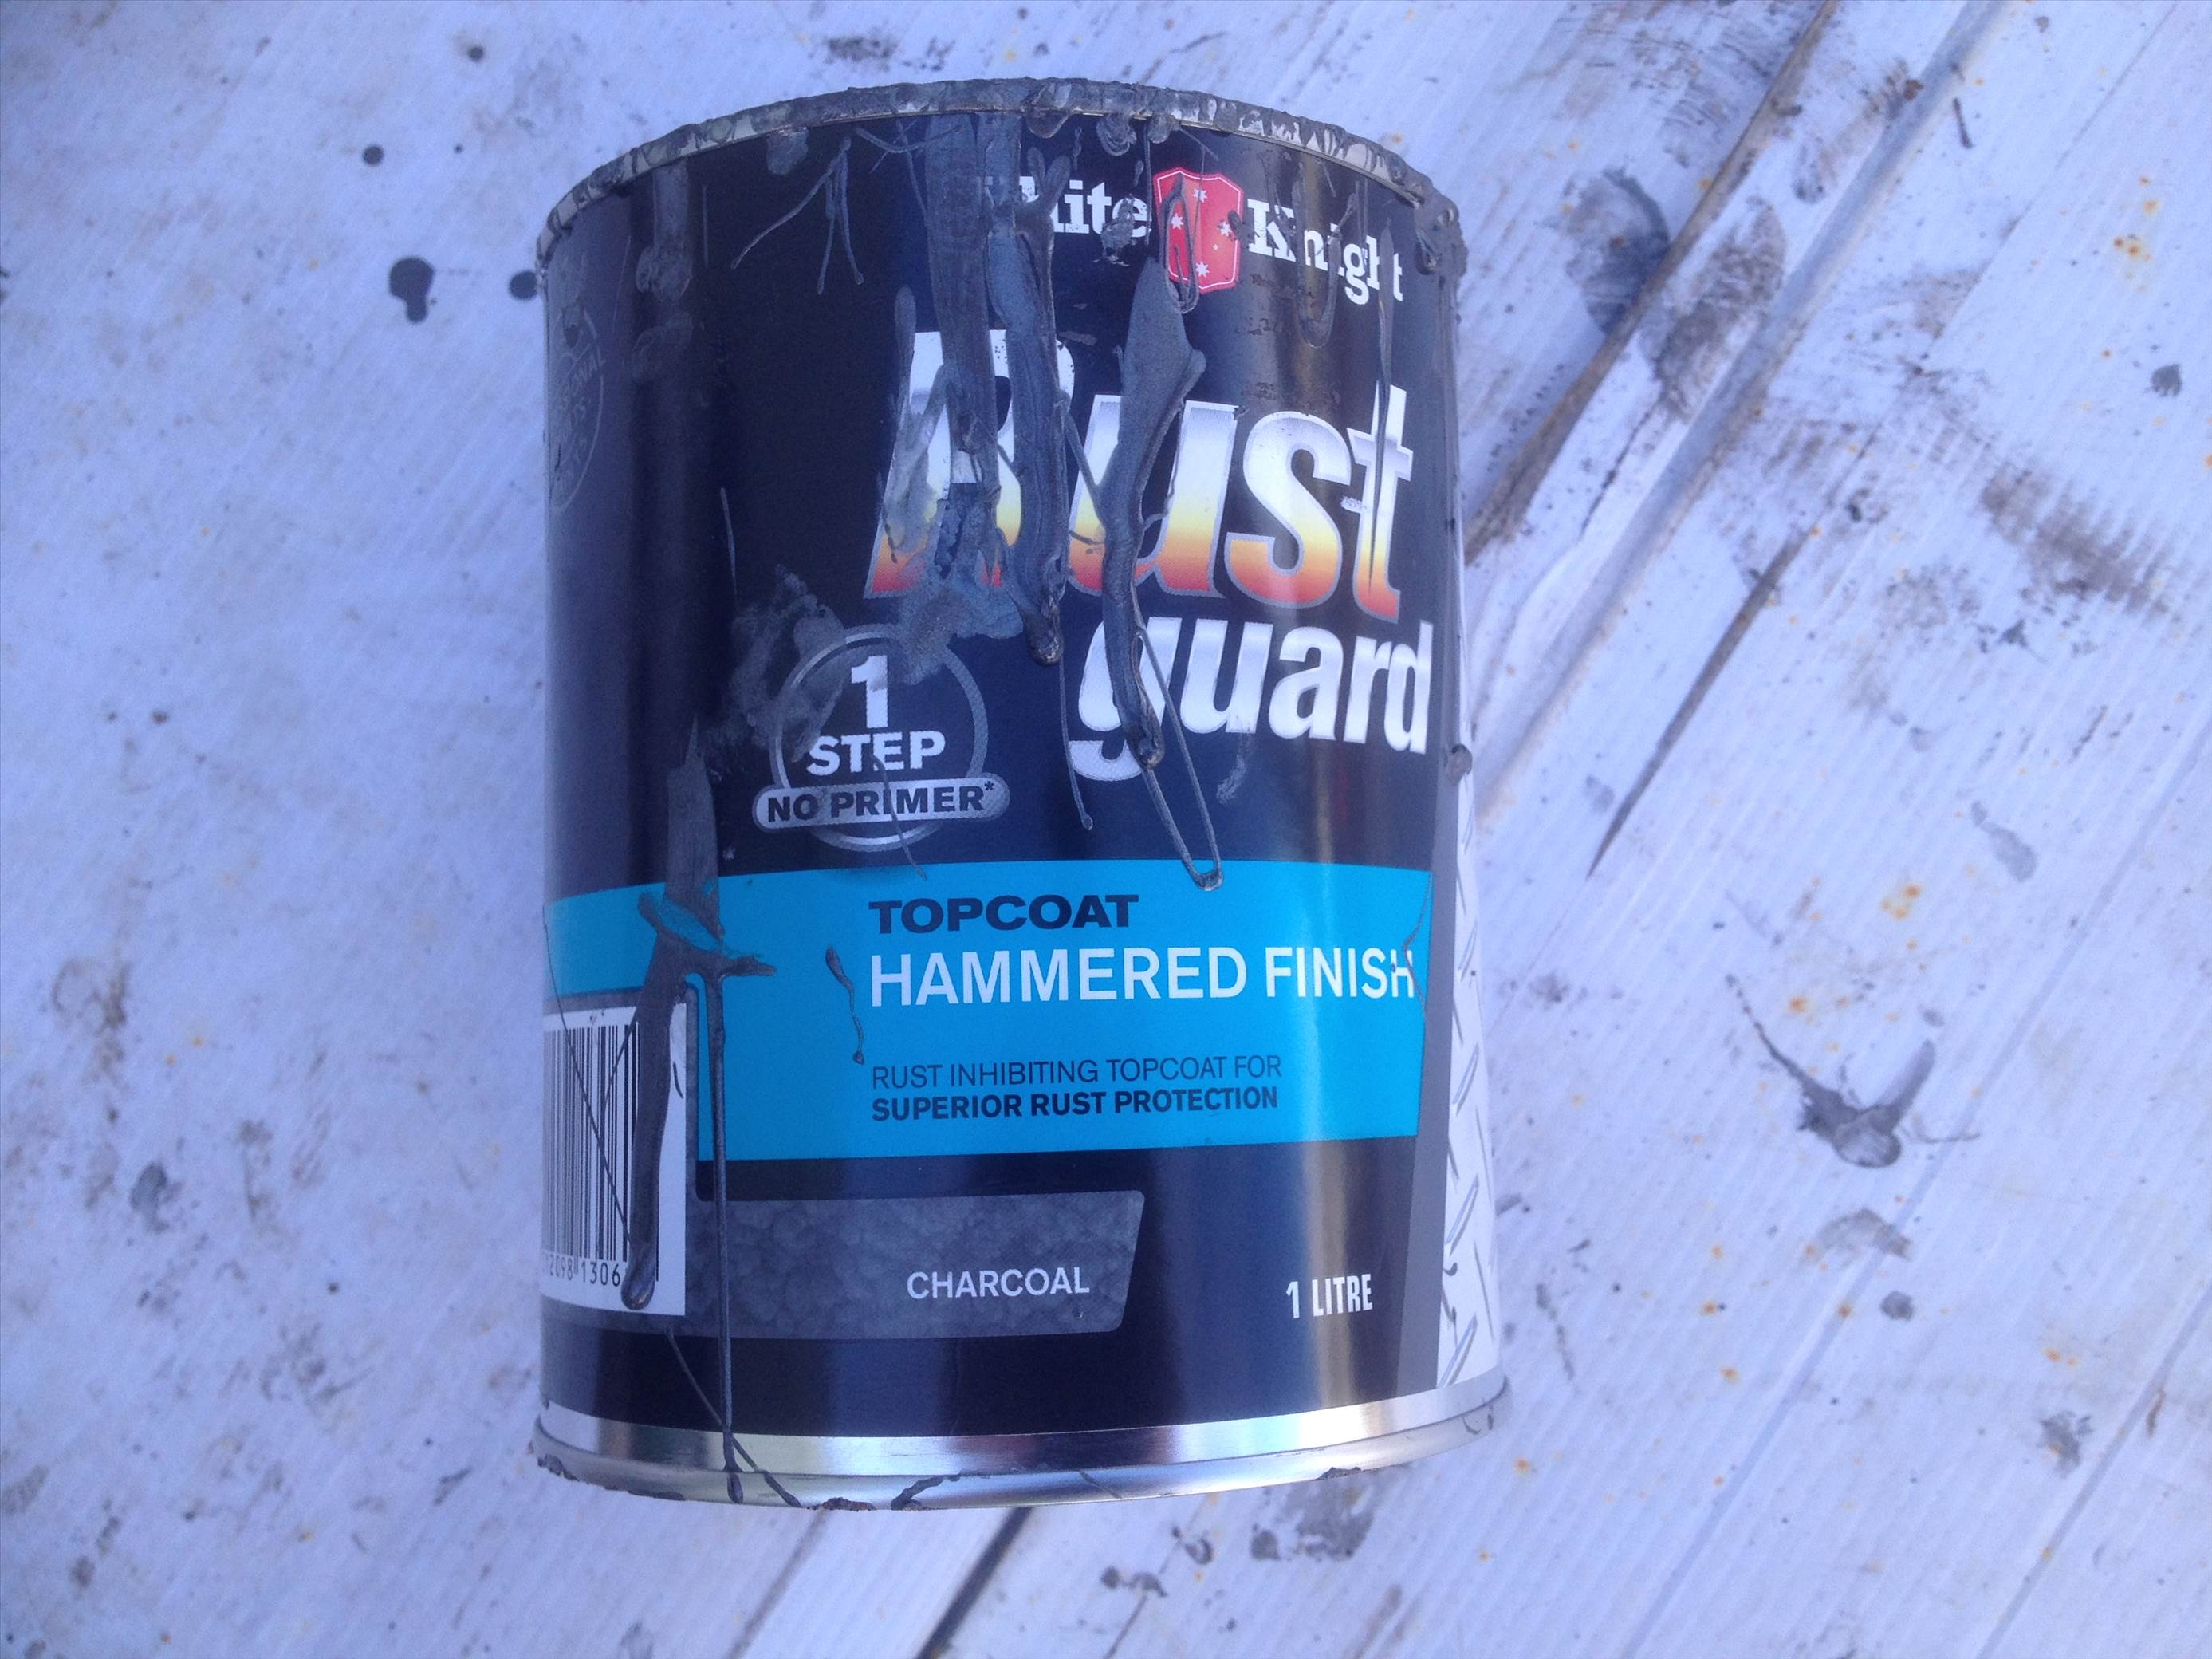 Knight
Rust
guard
1
STEP
NO PRIMER*
TOPCOAT
HAMMERED FINISH
RUST INHIBITING TOPCOAT FOR
SUPERIOR RUST PROTECTION
CHARCOAL
1 LITRE